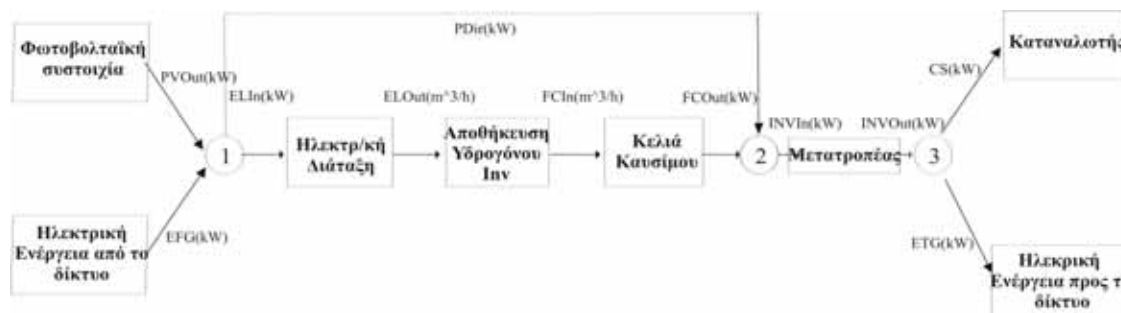 PDir(kW)
Φωτοβολταϊκή
συστοιχία
Καταναλωτής
PVOut(kW)
CS(kW)
ELIn(kW)
ELOut(m^3/h)
FCIn(m^3/h)
FCOut(kW)
INVIn(kW)
INVOut(kW)
1
Ηλεκτρ/κή
Διάταξη
Αποθήκευση
Υδρογόνου
Inv
Κελιά
Καυσίμου
2
Μετατροπέας
3
Ηλεκτρική
Ενέργεια από το
δίκτυο
EFG(kW)
ETG(kW)
Ηλεκρική
Ενέργεια προς τ
δίκτυο